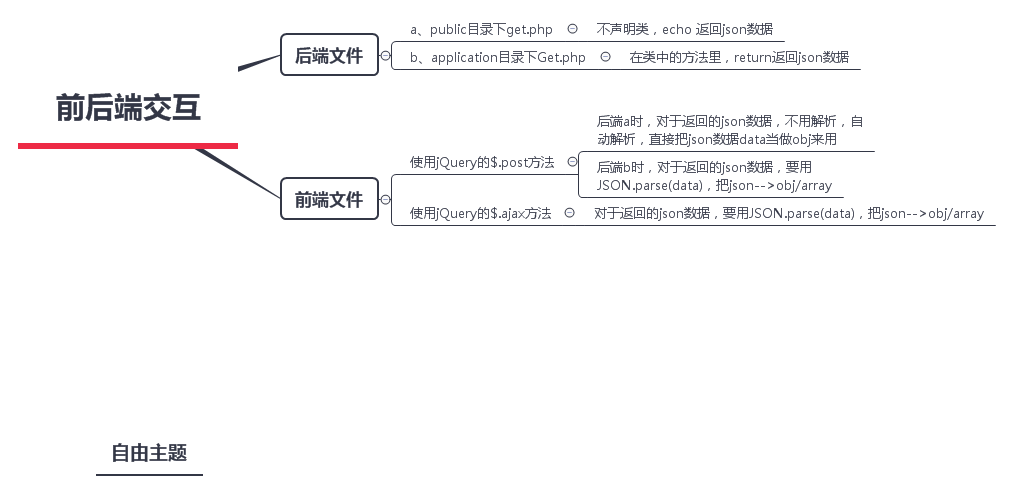 前后端交互
后端文件
a、public目录下get.php
不声明类，echo 返回json数据
b、application目录下Get.php
在类中的方法里，return返回json数据
前端文件
使用jQuery的$.post方法
后端a时，对于返回的json数据，不用解析，自
动解析，直接把json数据data当做obj来用
后端b时，对于返回的json数据，要用
JSON.parse(data)，把json-->obj/array
使用jQuery的$.ajax方法
对于返回的json数据，要用JSON.parse(data)，把json-->obj/array
自由主题